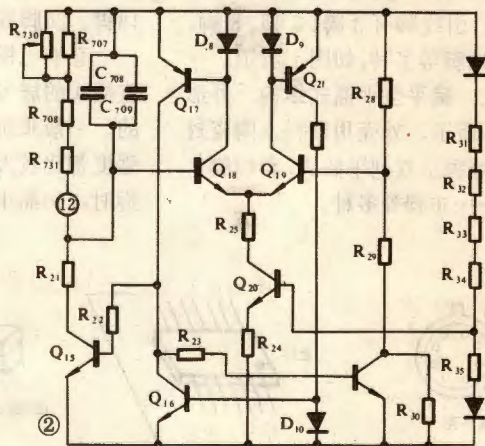 R730
R707
D8
D9
C708
C709
Q17
Q21
R28
R708
R731
R31
Q18
Q19
R32
⑫
R25
R33
R21
R29
R34
Q20
R22
R24
R23
R35
Q15
Q16
②
D10
R30